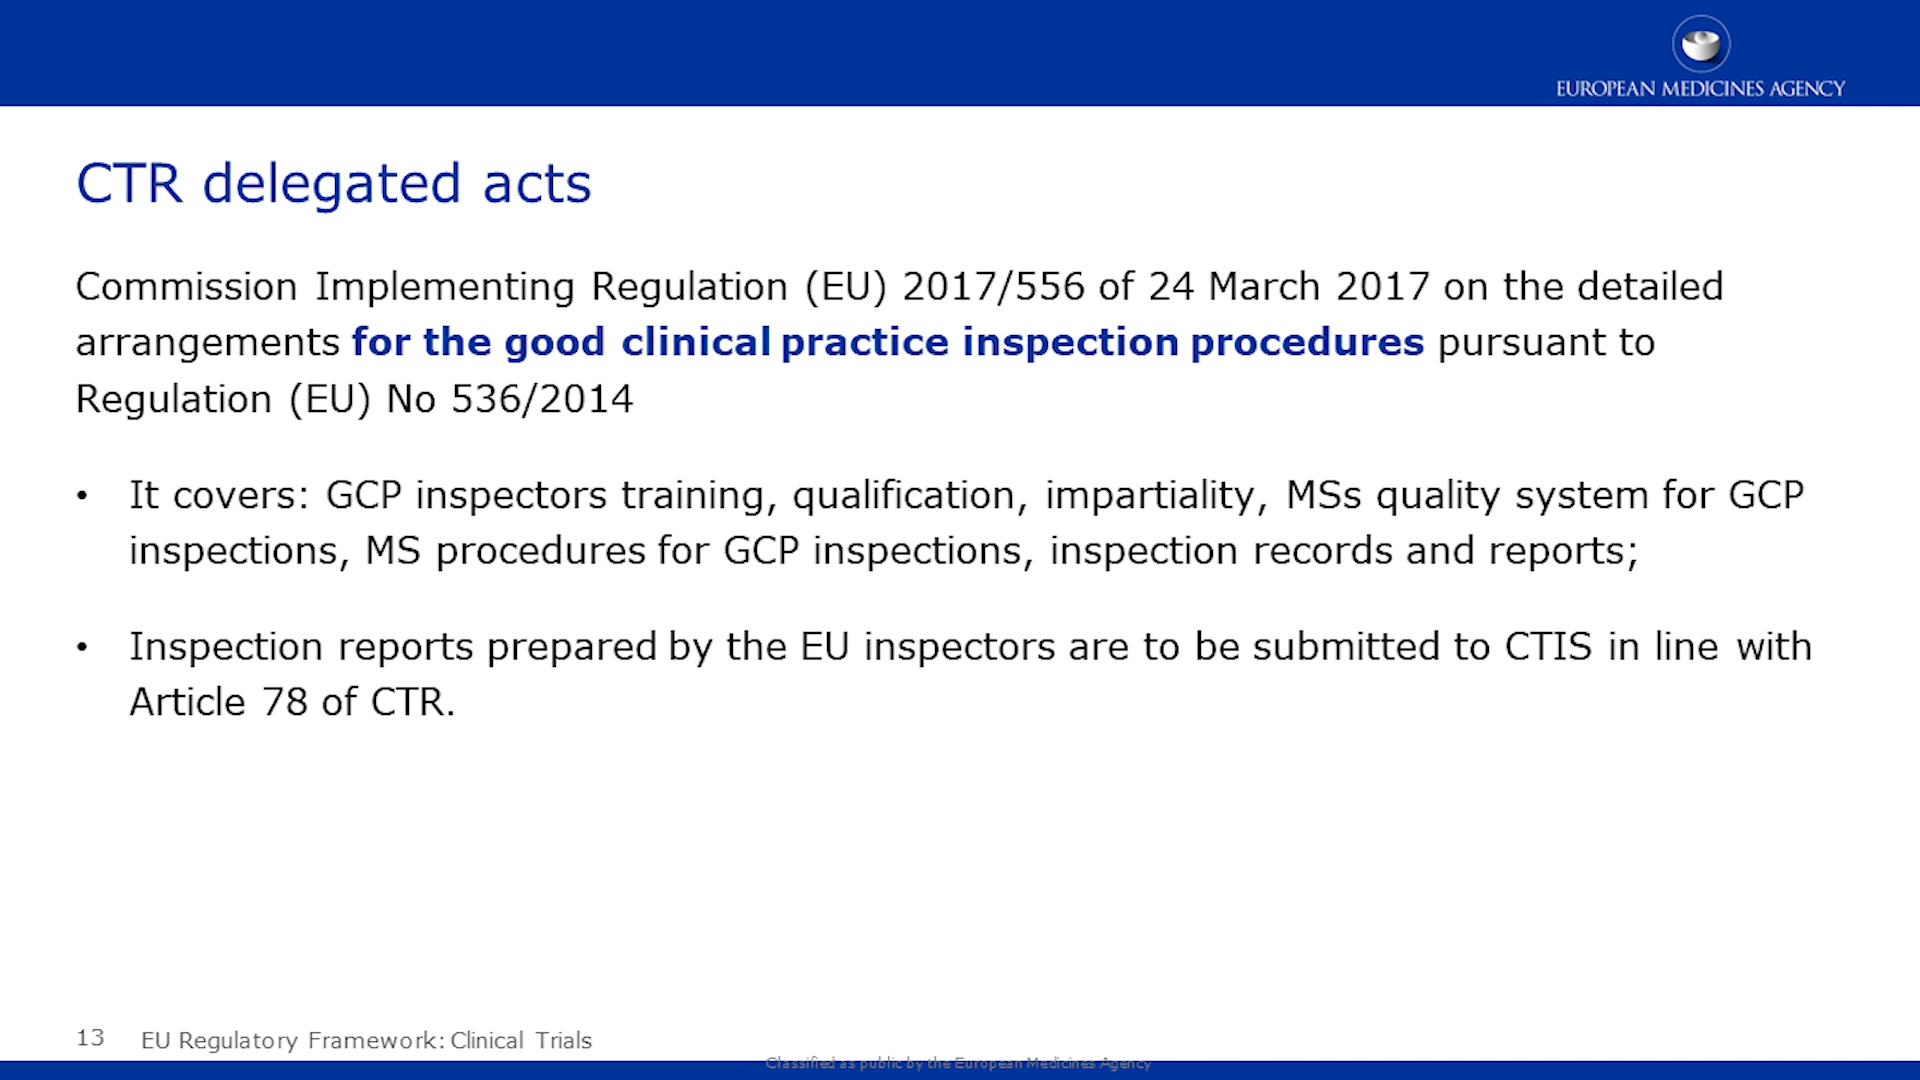 EUROPEAN MEDICINES AGENCY
CTR delegated acts
Commission Implementing Regulation (EU) 2017/556 of 24 March 2017 on the detailed
arrangements for the good clinical practice inspection procedures pursuant to
Regulation (EU) No 536/2014
• It covers: GCP inspectors training, qualification, impartiality, MSs quality system for GCP
inspections, MS procedures for GCP inspections, inspection records and reports;
• Inspection reports prepared by the EU inspectors are to be submitted to CTIS in line with
Article 78 of CTR.
13 EU Regulatory Framework: Clinical Trials
Classified as public by the European Medicines Agency